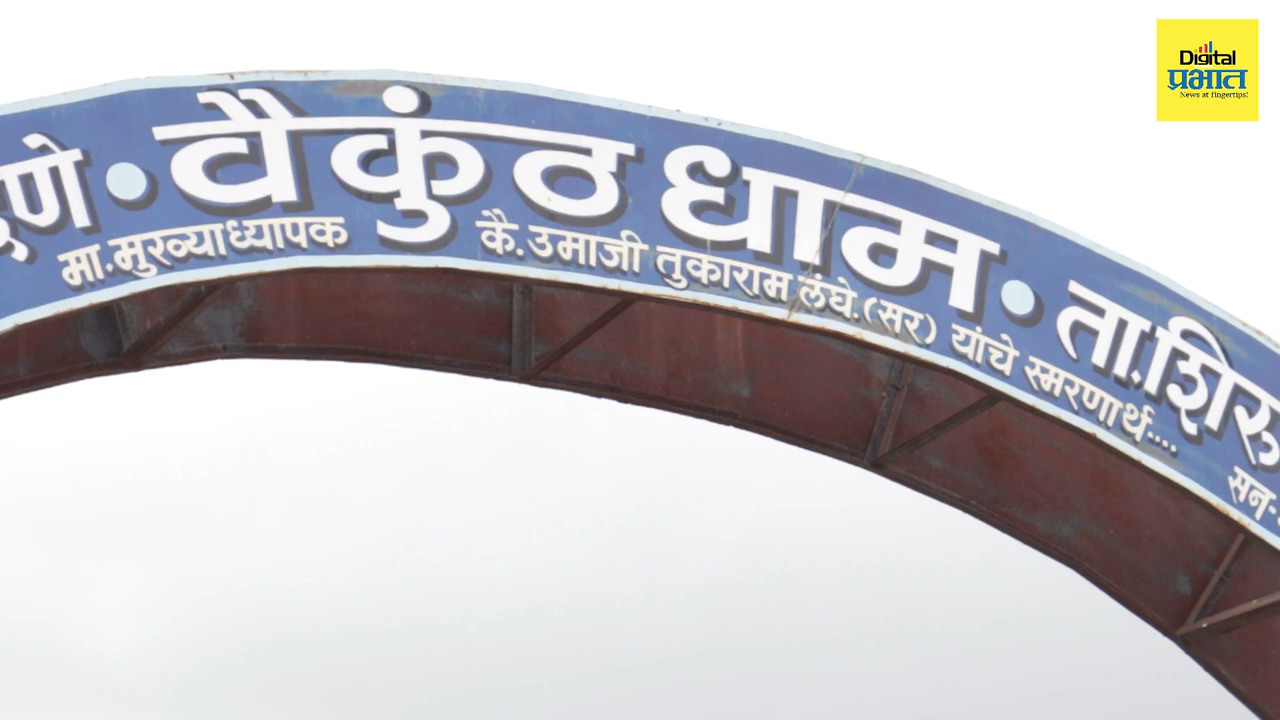 Digital
प्रभात
News at fingertips!
वैकुंठ धाम • ता.शिरु
मा.मुख्याध्यापक कै.उमाजी तुकाराम लंघे.(सर) यांचे स्मरणार्थ....
सन-